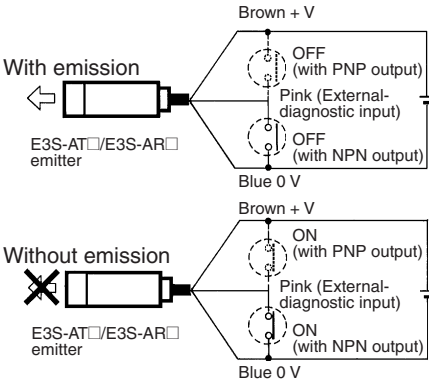 Brown + V
With emission
OFF
(with PNP output)
Pink (External-
diagnostic input)
OFF
(with NPN output)
E3S-AT□/E3S-AR□
emitter
Blue 0 V
Brown + V
Without emission
ON
(with PNP output)
Pink (External-
diagnostic input)
ON
(with NPN output)
E3S-AT□/E3S-AR□
emitter
Blue 0 V